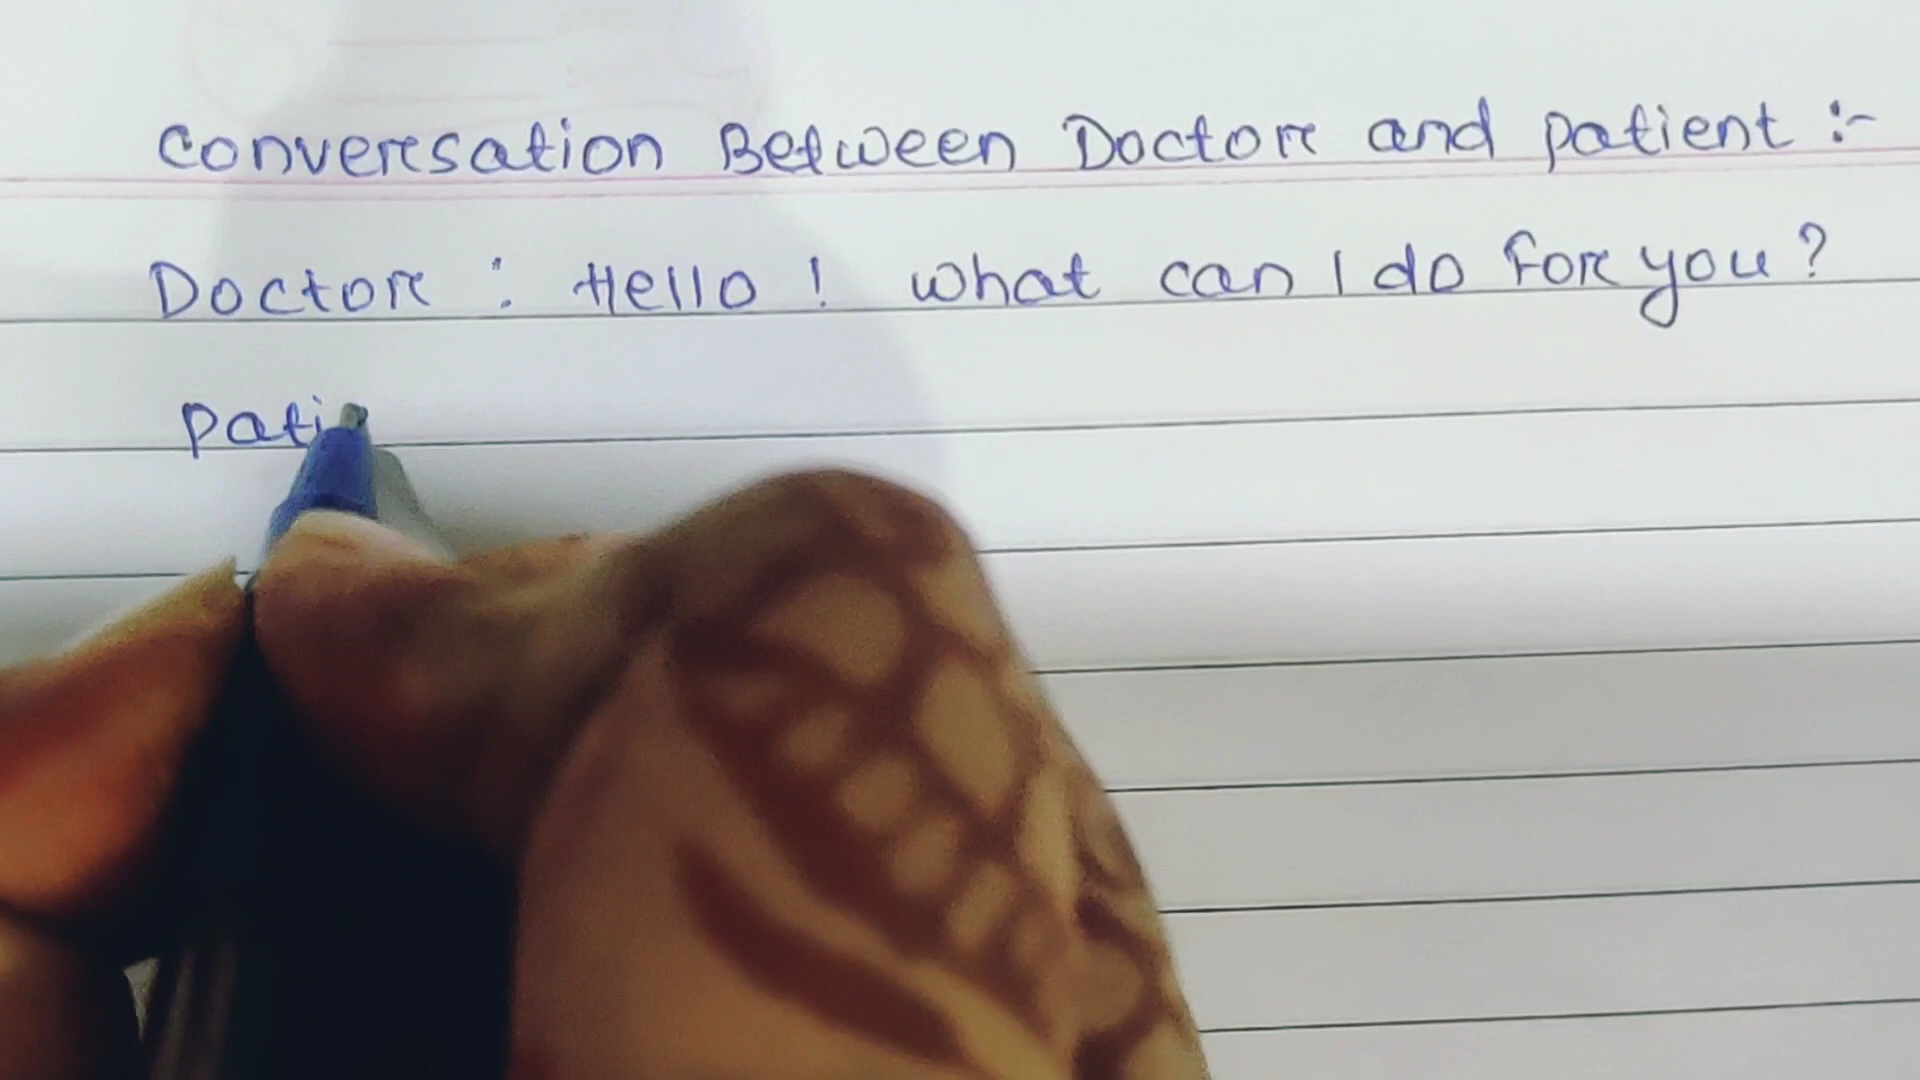 Conversation Between Doctor and patient :-
Doctor : Hello ! What can I do for you ?
pati